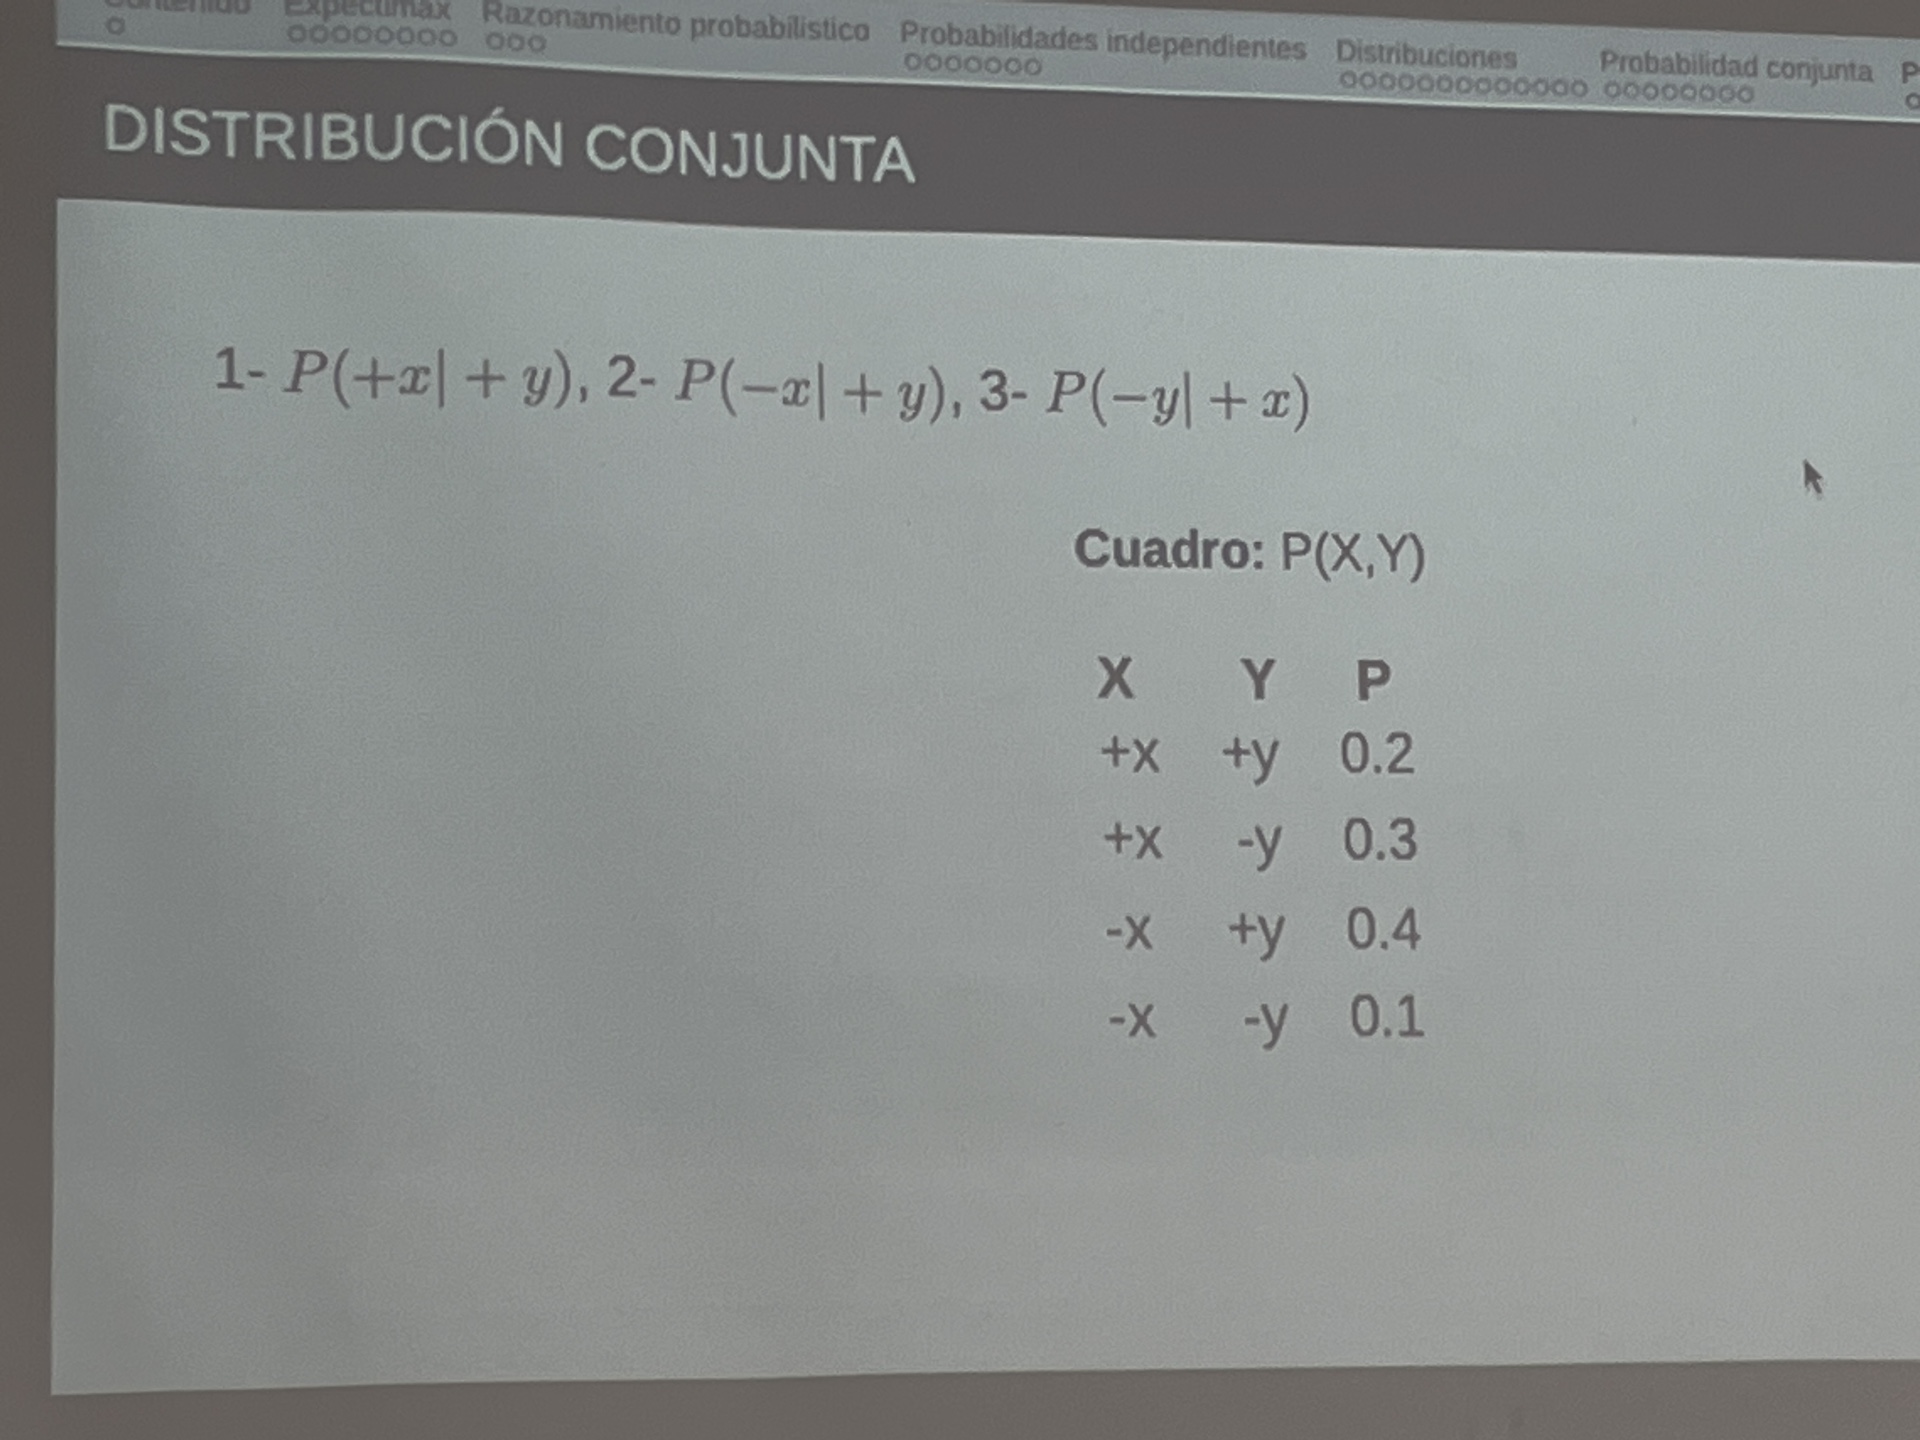 Contenido Expectimax Razonamiento probabilístico Probabilidades independientes Distribuciones Probabilidad conjunta P
DISTRIBUCIÓN CONJUNTA
1- P(+x| + y), 2- P(−x| + y), 3- P(−y| + x)
Cuadro: P(X,Y)
X Y P
+x +y 0.2
+x -y 0.3
-x +y 0.4
-x -y 0.1